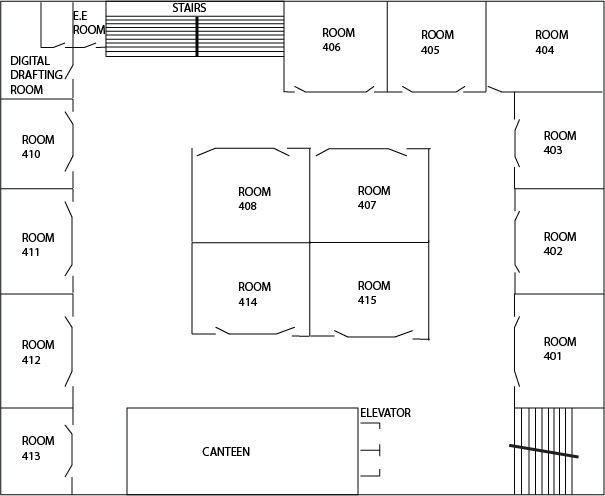 STAIRS
E.E
ROOM
ROOM
406
ROOM
405
ROOM
404
DIGITAL
DRAFTING
ROOM
ROOM
410
ROOM
403
ROOM
408
ROOM
407
ROOM
411
ROOM
402
ROOM
414
ROOM
415
ROOM
412
ROOM
401
ELEVATOR
ROOM
413
CANTEEN